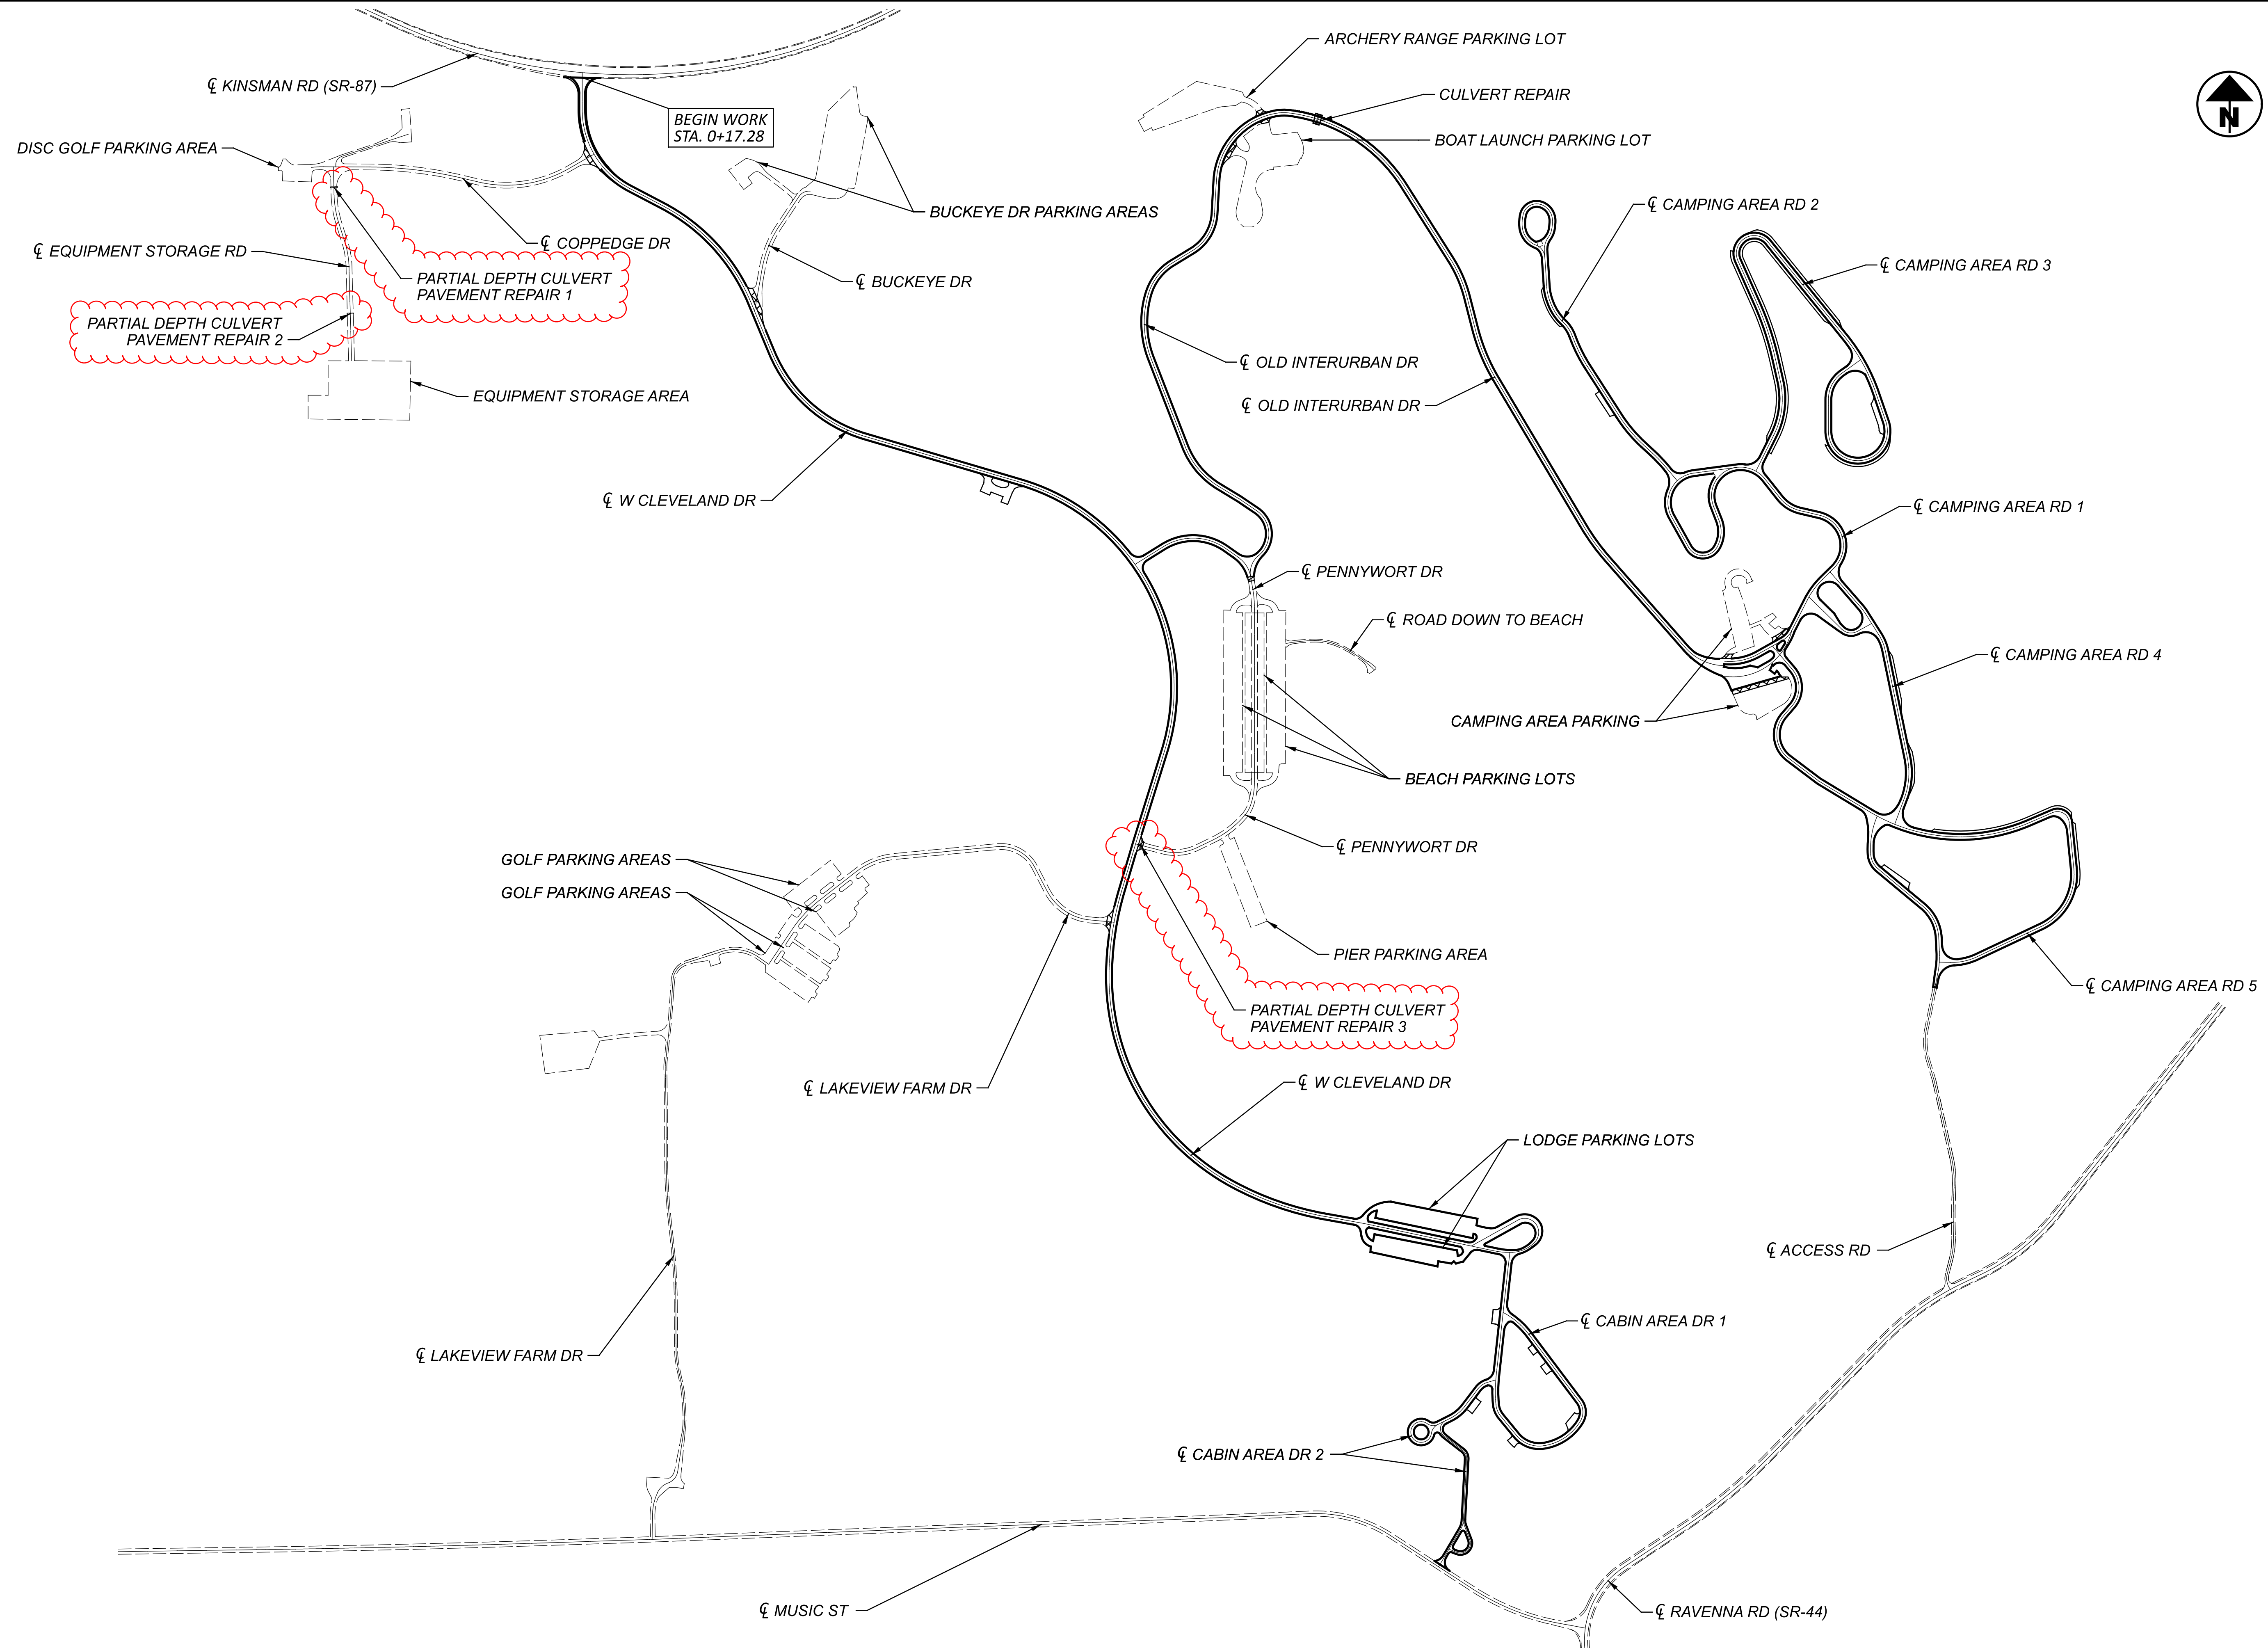 ARCHERY RANGE PARKING LOT
℄ KINSMAN RD (SR-87)
CULVERT REPAIR
BEGIN WORK
STA. 0+17.28
N
DISC GOLF PARKING AREA
BOAT LAUNCH PARKING LOT
BUCKEYE DR PARKING AREAS
℄ CAMPING AREA RD 2
℄ EQUIPMENT STORAGE RD
℄ COPPEDGE DR
℄ CAMPING AREA RD 3
PARTIAL DEPTH CULVERT
PAVEMENT REPAIR 1
℄ BUCKEYE DR
PARTIAL DEPTH CULVERT
PAVEMENT REPAIR 2
℄ OLD INTERURBAN DR
EQUIPMENT STORAGE AREA
℄ OLD INTERURBAN DR
℄ W CLEVELAND DR
℄ CAMPING AREA RD 1
℄ PENNYWORT DR
℄ ROAD DOWN TO BEACH
℄ CAMPING AREA RD 4
CAMPING AREA PARKING
BEACH PARKING LOTS
GOLF PARKING AREAS
℄ PENNYWORT DR
GOLF PARKING AREAS
PIER PARKING AREA
℄ CAMPING AREA RD 5
PARTIAL DEPTH CULVERT
PAVEMENT REPAIR 3
℄ LAKEVIEW FARM DR
℄ W CLEVELAND DR
LODGE PARKING LOTS
℄ ACCESS RD
℄ CABIN AREA DR 1
℄ LAKEVIEW FARM DR
℄ CABIN AREA DR 2
℄ MUSIC ST
℄ RAVENNA RD (SR-44)